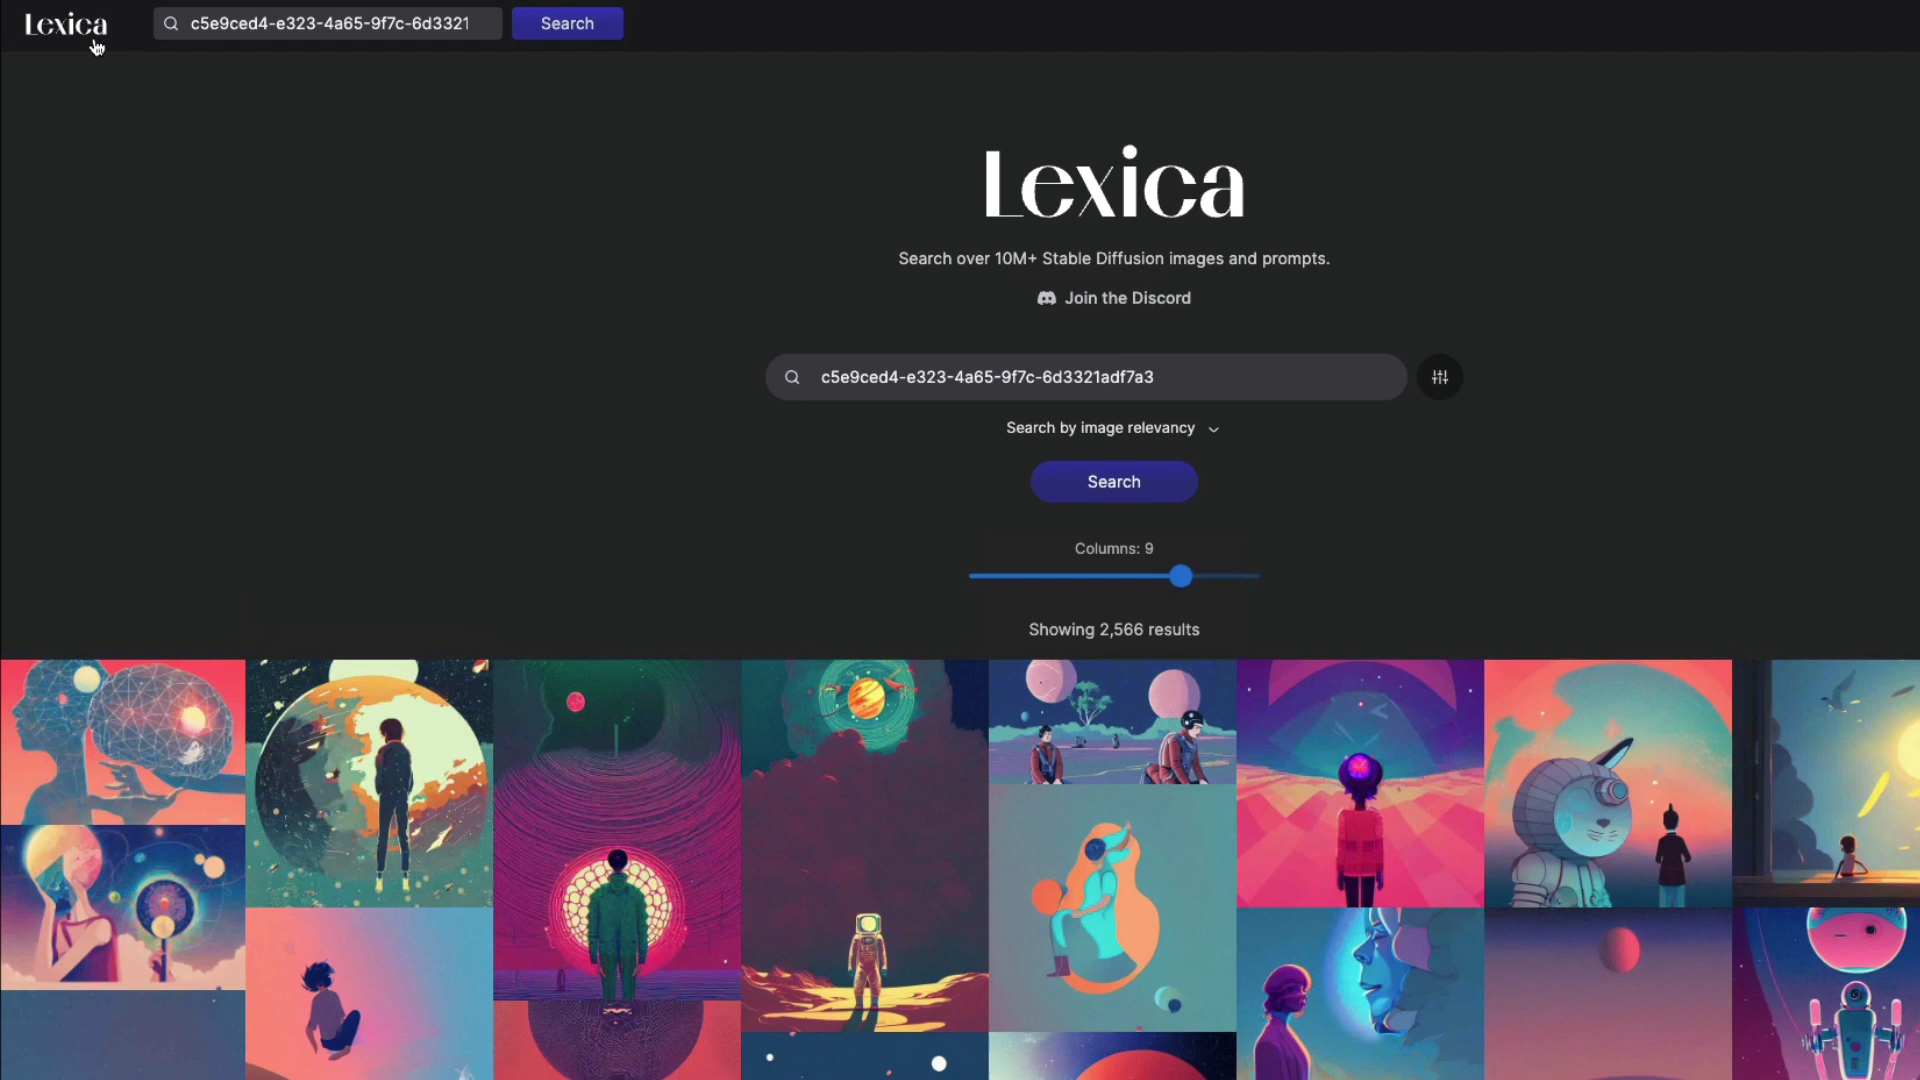 Lexica
c5e9ced4-e323-4a65-9f7c-6d3321
Search
Lexica
Search over 10M+ Stable Diffusion images and prompts.
Join the Discord
c5e9ced4-e323-4a65-9f7c-6d3321adf7a3
Search by image relevancy
Search
Columns: 9
Showing 2,566 results